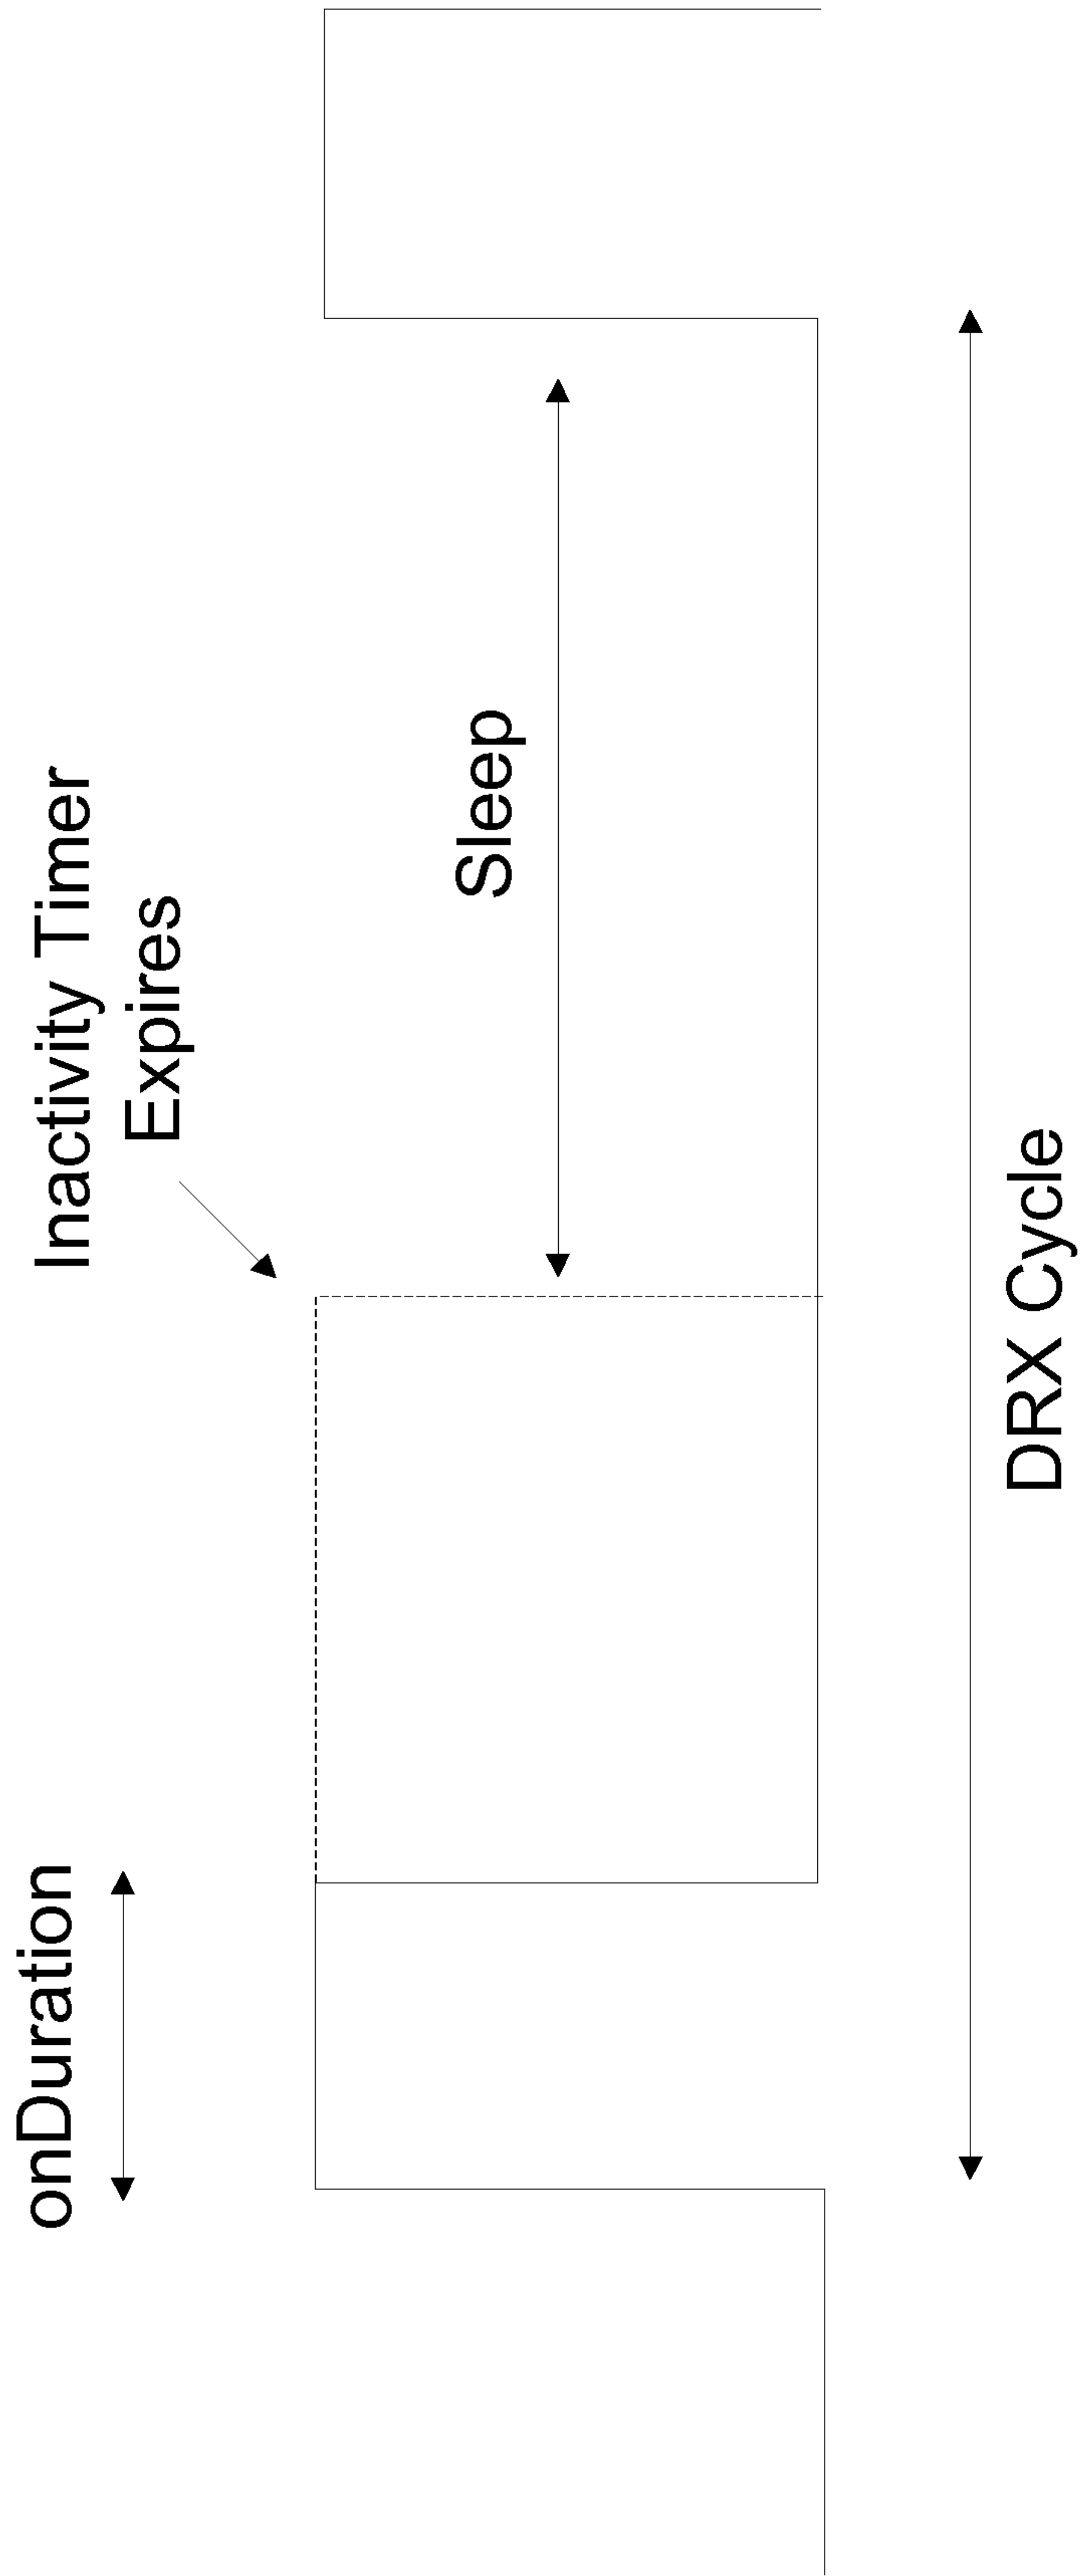 onDuration
Inactivity Timer
Expires
Sleep
DRX Cycle